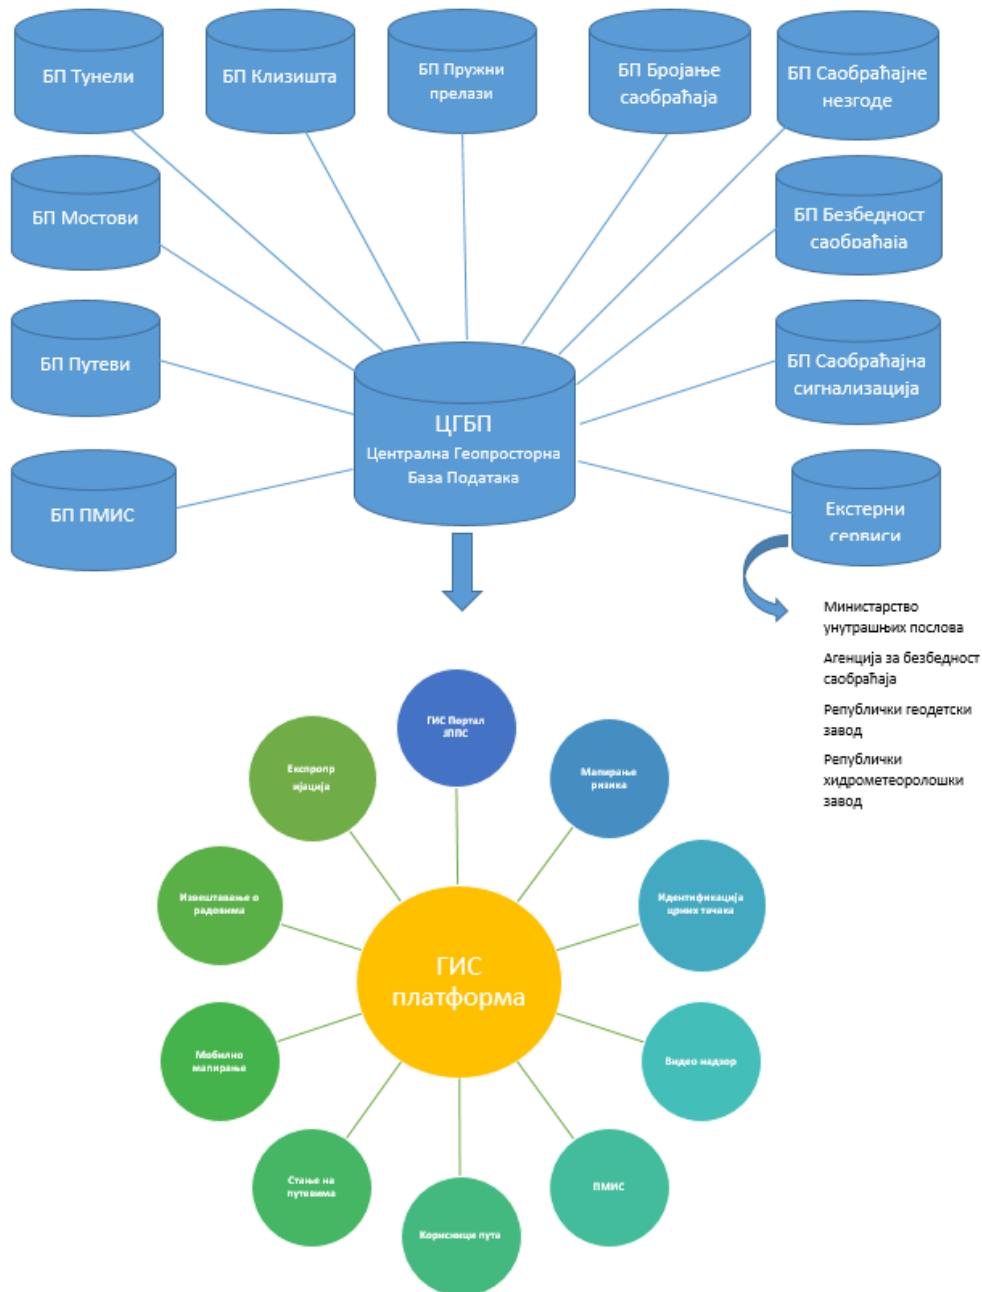 БП Тунели
БП Клизишта
БП Пружни
прелази
БП Бројање
саобраћаја
БП Саобраћајне
незгоде
БП Мостови
БП Безбедност
саобраћаја
БП Путеви
БП Саобраћајна
сигнализација
ЦГБП
Централна Геопросторна
База Података
БП ПМИС
Екстерни
сервиси
Министарство
унутрашњих послова
Агенција за безбедност
саобраћаја
Републички геодетски
завод
Републички
хидрометеоролошки
завод
ГИС Портал
ЈППС
Мапирање
ризика
Експропр
ијација
Извештавање о
радовима
Идентификација
црних тачака
ГИС
платформа
Мобилно
мапирање
Видео надзор
Стање на
путевима
ПМИС
Корисници пута